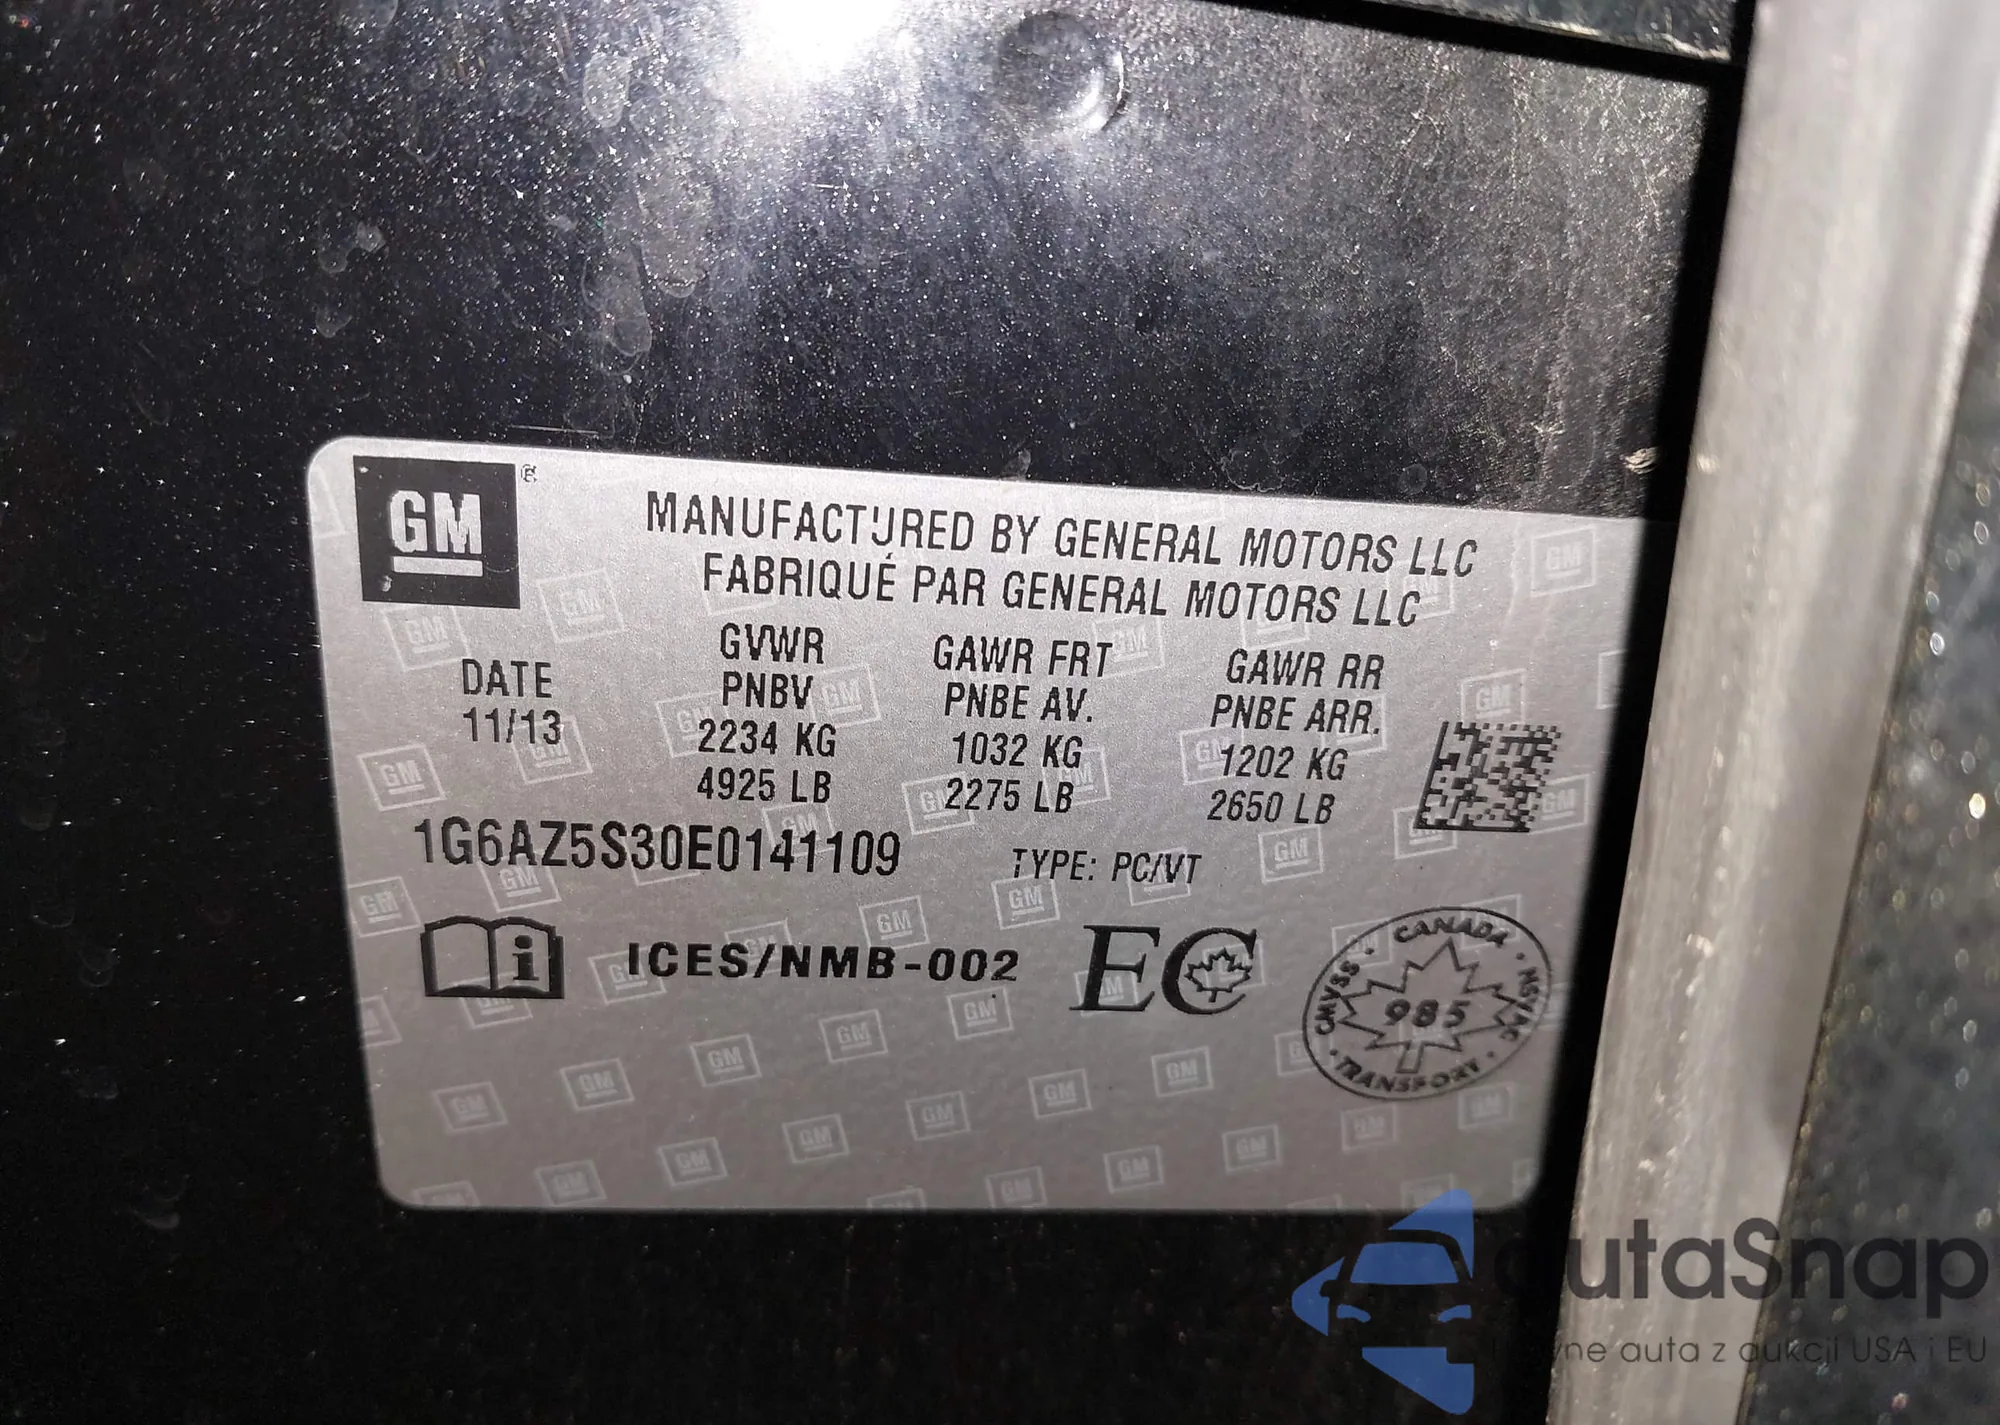 GM
MANUFACTURED BY GENERAL MOTORS LLC
FABRIQUÉ PAR GENERAL MOTORS LLC
DATE
11/13
GVWR
PNBV
2234 KG
4925 LB
GAWR FRT
PNBE AV.
1032 KG
2275 LB
GAWR RR
PNBE ARR.
1202 KG
2650 LB
1G6AZ5S30E0141109
TYPE: PC/VT
i ICES/NMB-002 EC
CANADA
CMVSS 985 NSVAC
TRANSPORT
autaSnap
auta z aukcji USA i EU